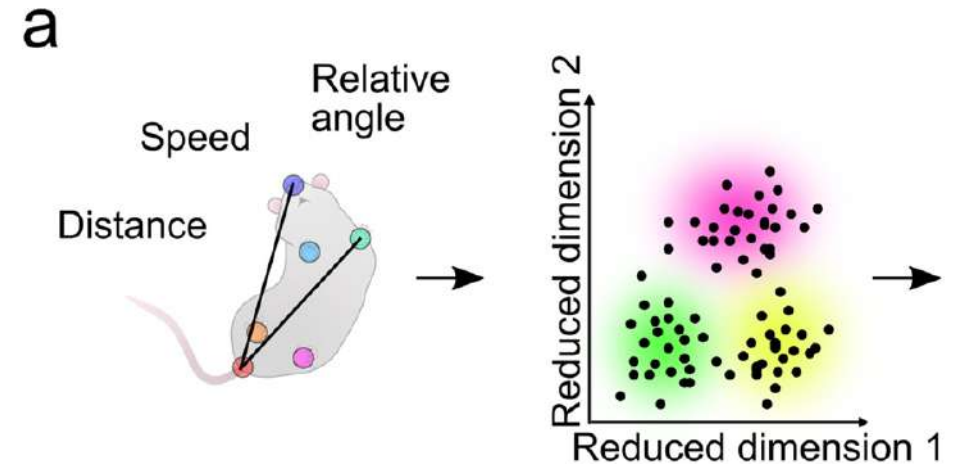 a
Relative
angle
Speed
Distance
Reduced dimension 2
Reduced dimension 1